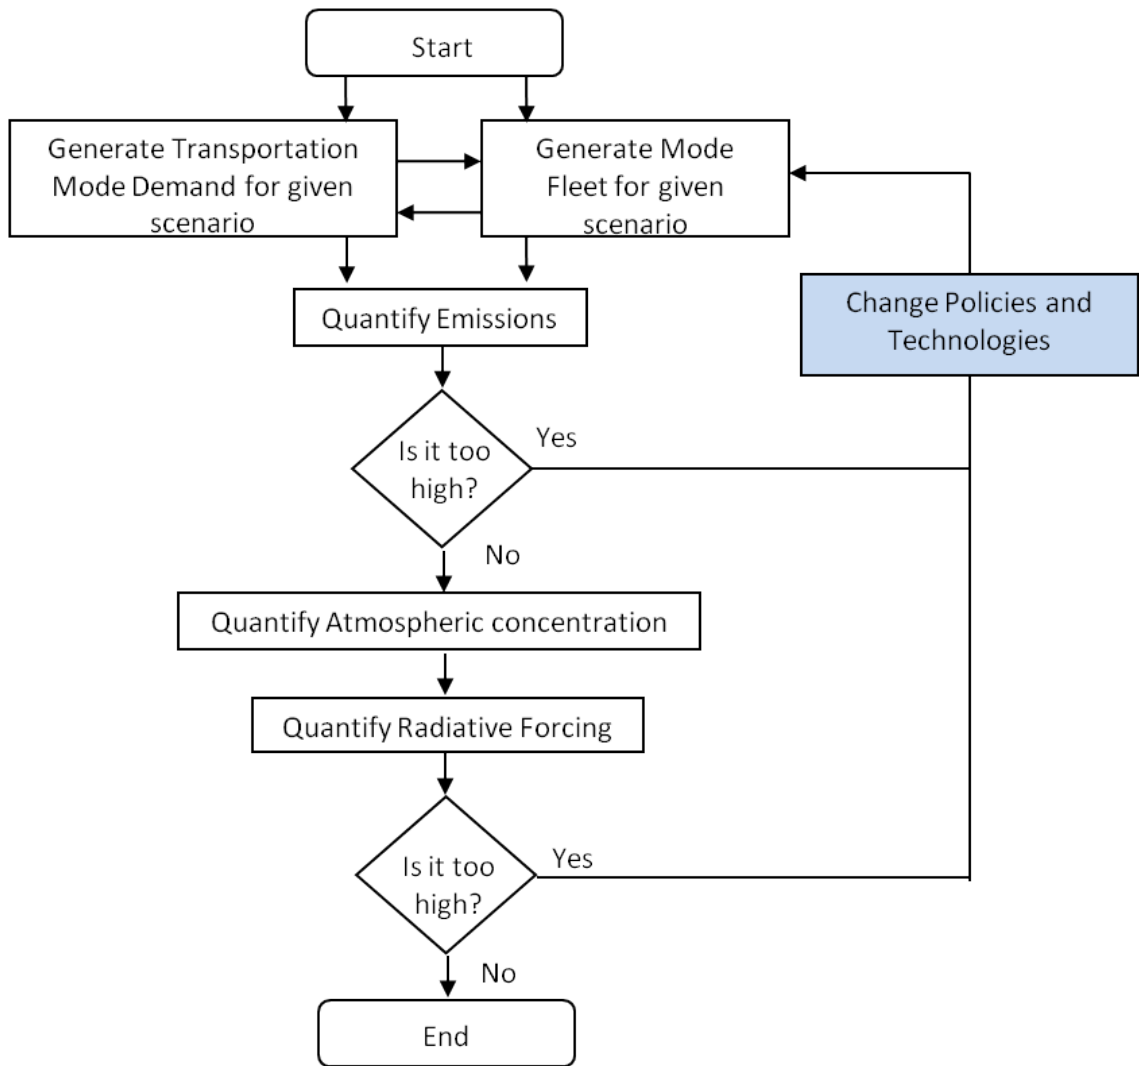 Start
Generate Transportation
Mode Demand for given
scenario
Generate Mode
Fleet for given
scenario
Change Policies and
Technologies
Quantify Emissions
Is it too
high?
Yes
No
Quantify Atmospheric concentration
Quantify Radiative Forcing
Is it too
high?
Yes
No
End